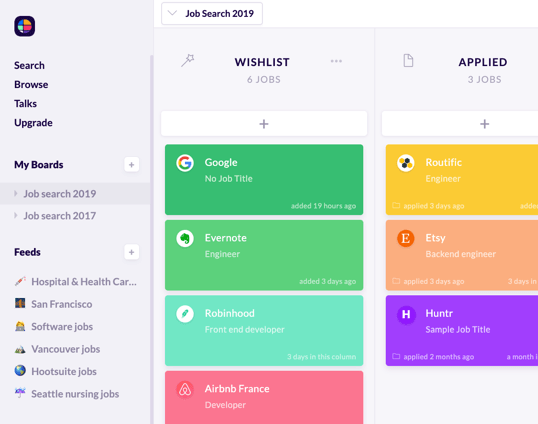 Job Search 2019
Search
Browse
Talks
Upgrade
My Boards
+
Job search 2019
Job search 2017
Feeds
+
Hospital & Health Car...
San Francisco
Software jobs
Vancouver jobs
Hootsuite jobs
Seattle nursing jobs
WISHLIST
6 JOBS
+
G
Google
No Job Title
added 19 hours ago
Evernote
Engineer
added 3 days ago
Robinhood
Front end developer
3 days in this column
Airbnb France
Developer
APPLIED
3 JOBS
+
Routific
Engineer
applied 3 days ago
E
Etsy
Backend engineer
applied 3 days ago
3 days in
H
Huntr
Sample Job Title
applied 2 months ago
a month i